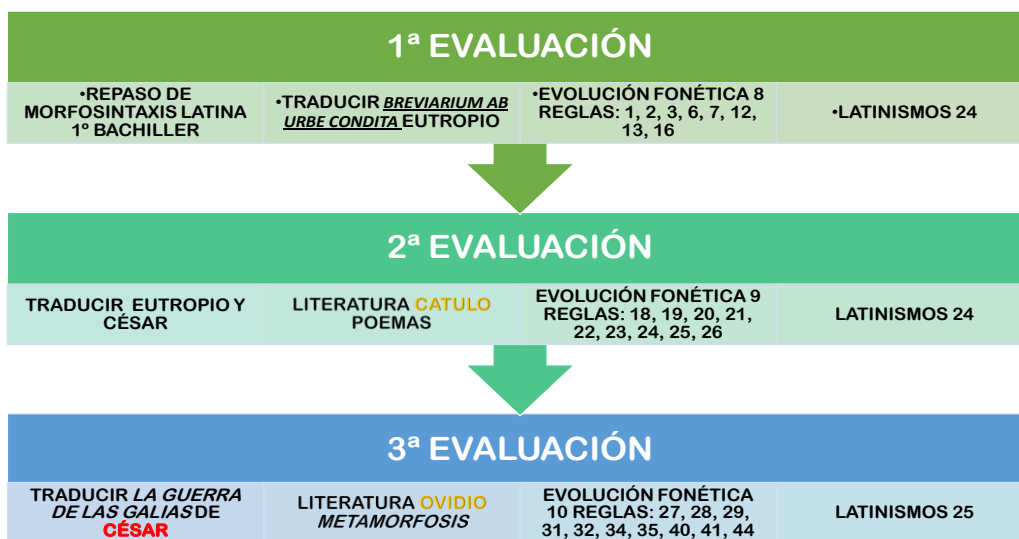 1ª EVALUACIÓN
•REPASO DE
MORFOSINTAXIS LATINA
1º BACHILLER
•TRADUCIR BREVIARIUM AB
URBE CONDITA EUTROPIO
•EVOLUCIÓN FONÉTICA 8
REGLAS: 1, 2, 3, 6, 7, 12,
13, 16
•LATINISMOS 24
2ª EVALUACIÓN
TRADUCIR EUTROPIO Y
CÉSAR
LITERATURA CATULO
POEMAS
EVOLUCIÓN FONÉTICA 9
REGLAS: 18, 19, 20, 21,
22, 23, 24, 25, 26
LATINISMOS 24
3ª EVALUACIÓN
TRADUCIR LA GUERRA
DE LAS GALIAS DE
CÉSAR
LITERATURA OVIDIO
METAMORFOSIS
EVOLUCIÓN FONÉTICA
10 REGLAS: 27, 28, 29,
31, 32, 34, 35, 40, 41, 44
LATINISMOS 25